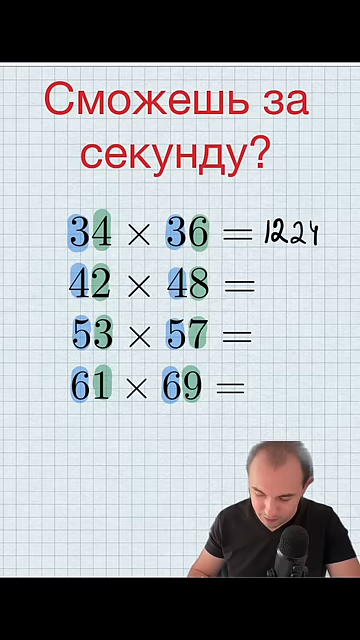 Сможешь за
секунду?
34 × 36 = 1224
42 × 48 =
53 × 57 =
61 × 69 =